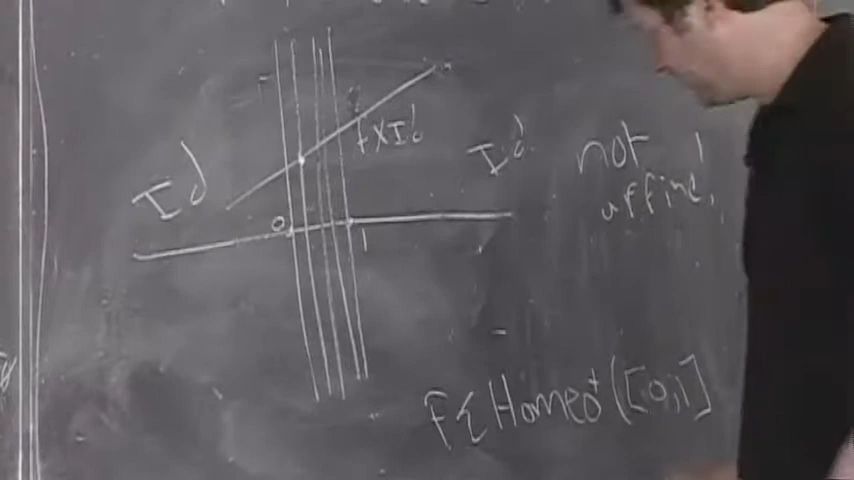 f×Id
Id
Id
not
affine!
0
1
f ∈ Homeo⁺([0,1]